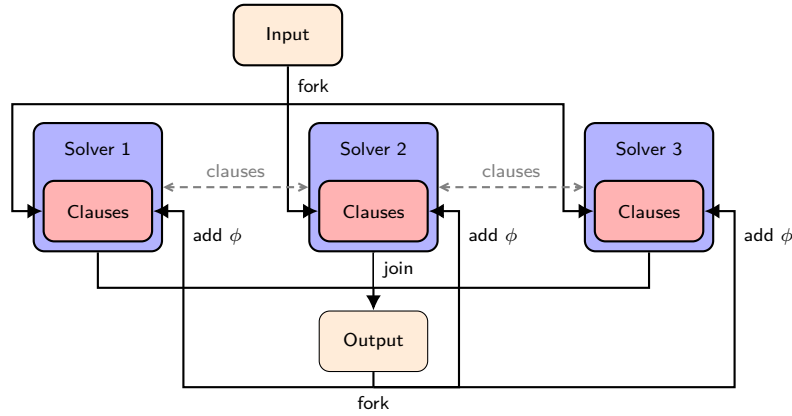 Input
fork
Solver 1
Solver 2
Solver 3
clauses
clauses
Clauses
Clauses
Clauses
add ϕ
add ϕ
add ϕ
join
Output
fork